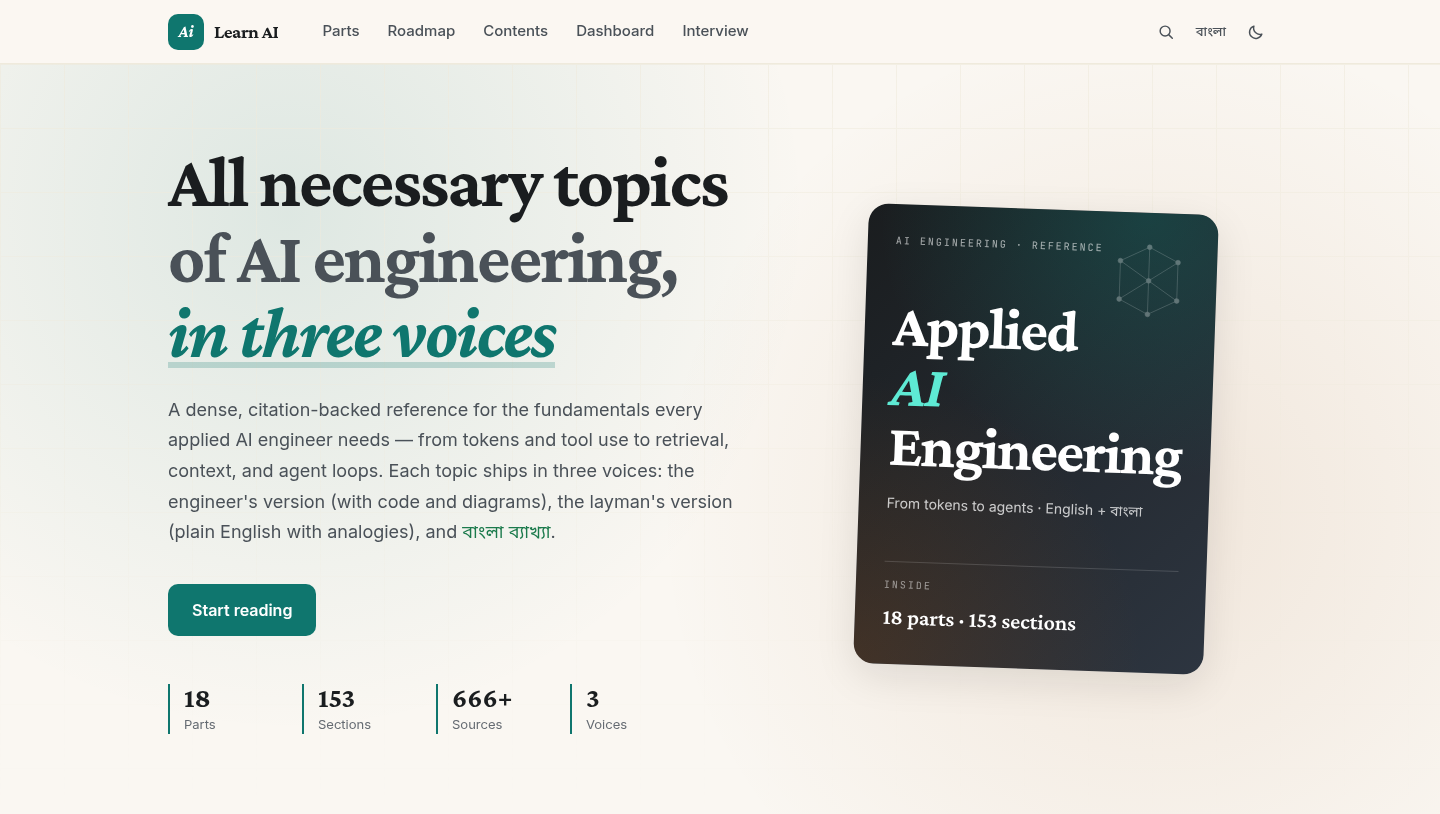 Ai
Learn AI
Parts
Roadmap
Contents
Dashboard
Interview
বাংলা
All necessary topics
of AI engineering,
in three voices
A dense, citation-backed reference for the fundamentals every
applied AI engineer needs — from tokens and tool use to retrieval,
context, and agent loops. Each topic ships in three voices: the
engineer's version (with code and diagrams), the layman's version
(plain English with analogies), and বাংলা ব্যাখ্যা.
Start reading
18
Parts
153
Sections
666+
Sources
3
Voices
AI ENGINEERING · REFERENCE
Applied
AI
Engineering
From tokens to agents · English + বাংলা
INSIDE
18 parts · 153 sections